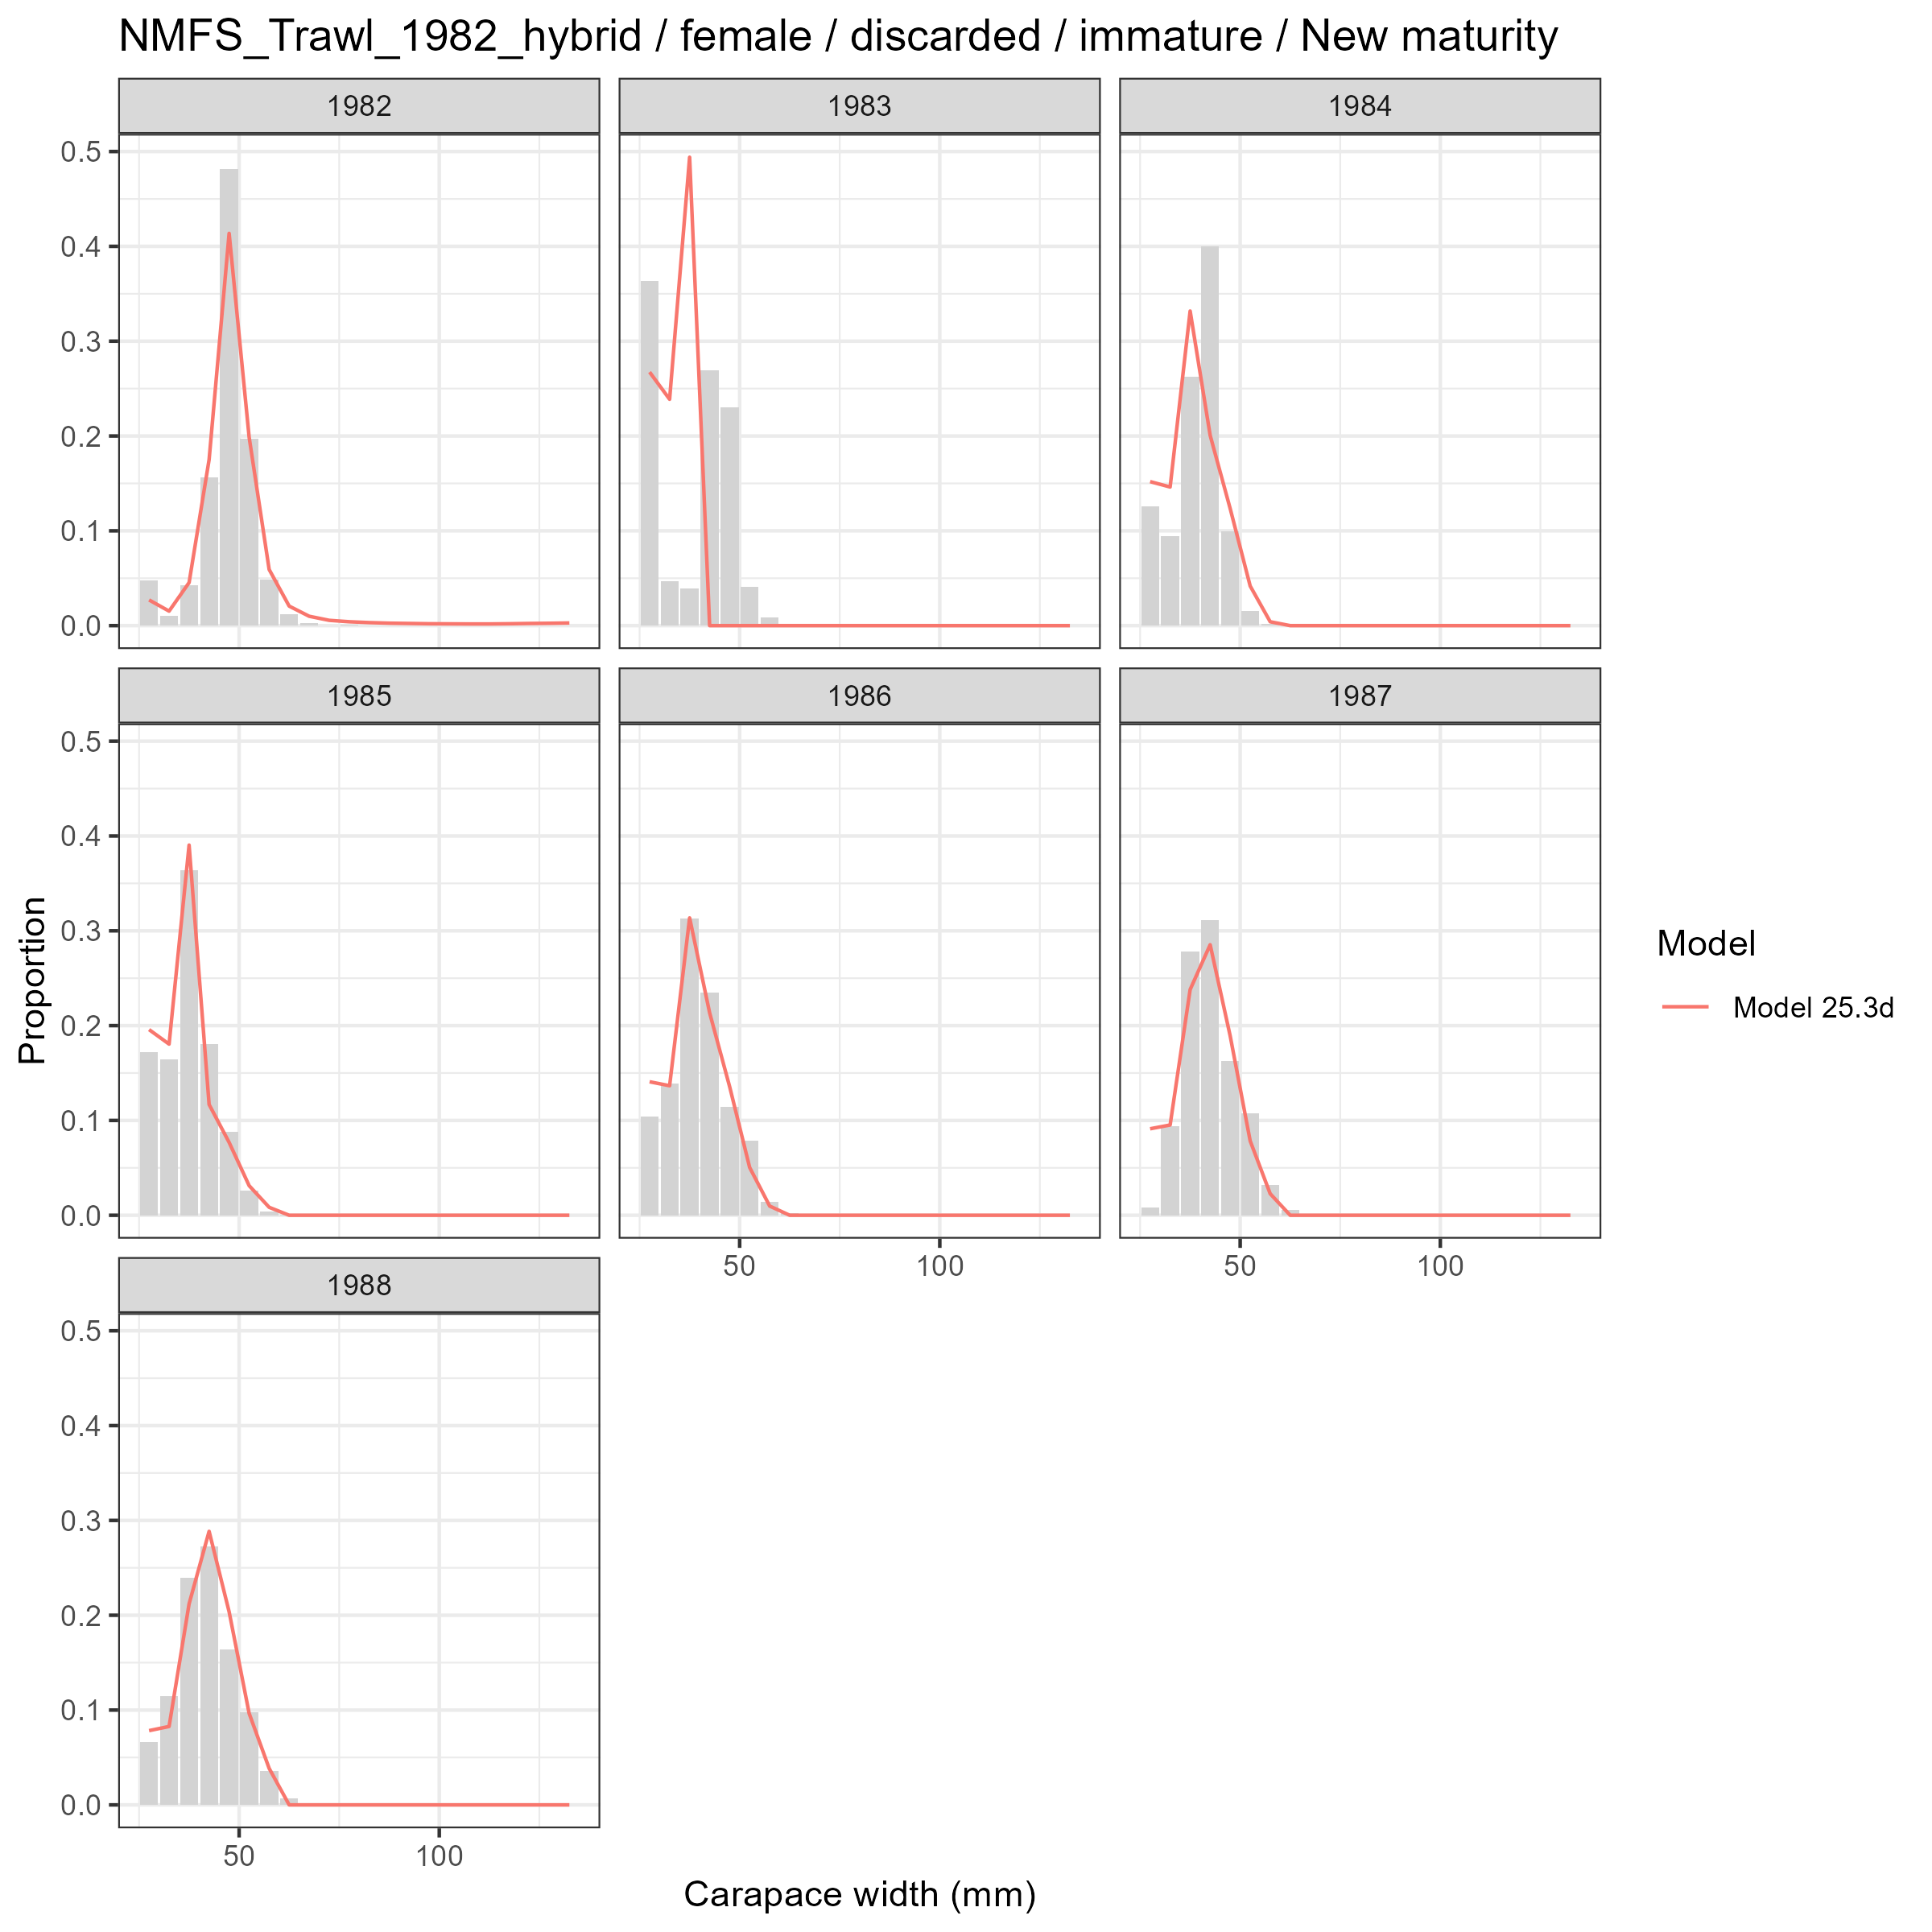 NMFS_Trawl_1982_hybrid / female / discarded / immature / New maturity
1982 1983 1984
0.5
0.4
0.3
0.2
0.1
0.0
1985 1986 1987
0.5
0.4
0.3
0.2
0.1
0.0
50 100 50 100
1988
0.5
0.4
0.3
0.2
0.1
0.0
50 100
Carapace width (mm)
Proportion
Model
Model 25.3d